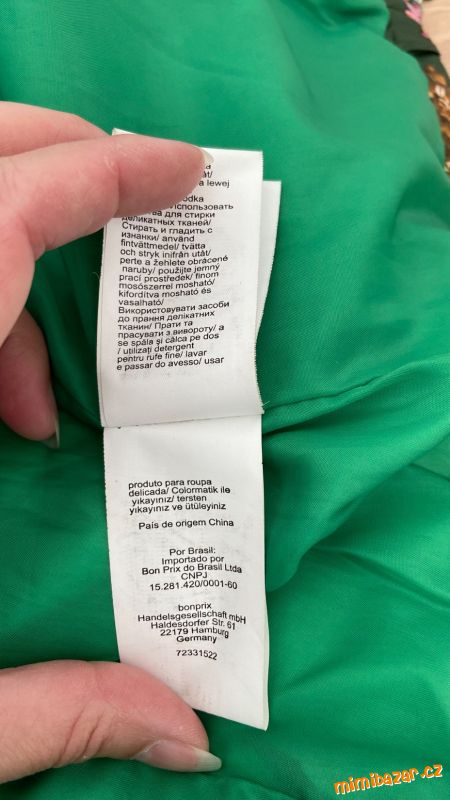 át/
a lewej
использовать
для стирки
деликатных тканей/
Стирать и гладить с
изнанки/ använd
fintvättmedel/ tvätta
och stryk inifrån utåt/
perte a žehlete obráceně
naruby/ použijte jemný
prací prostředek/ finom
mosószerrel mosható/
kifordítva mosható és
vasalható/
Використовувати засоби
до прання делікатних
тканин/ Прати та
прасувати з вивороту/ a
se spăla și călca pe dos
/ utilizați detergent
pentru rufe fine/ lavar
e passar do avesso/ usar
produto para roupa
delicada/ Colormatik ile
yıkayınız/ tersten
yıkayınız ve ütüleyiniz
País de origem China
Por Brasil:
Importado por
Bon Prix do Brasil Ltda
CNPJ
15.281.420/0001-60
bonprix
Handelsgesellschaft mbH
Haldesdorfer Str. 61
22179 Hamburg
Germany
72331522
mimibazar.cz